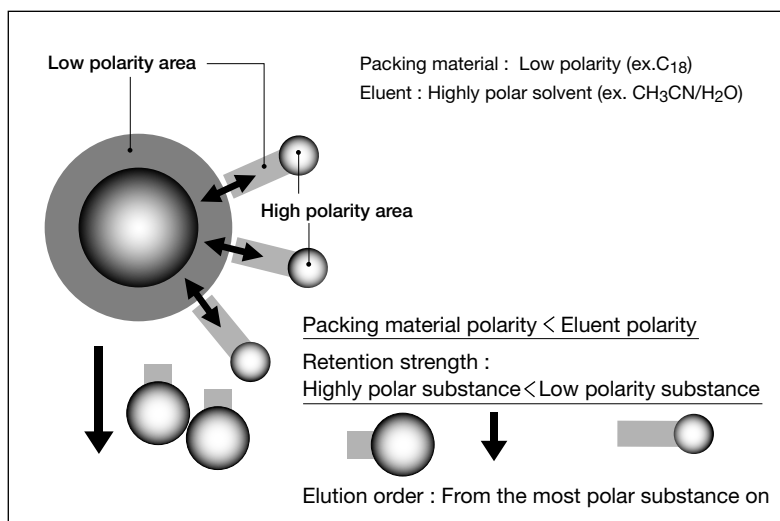 Low polarity area
Packing material : Low polarity (ex.C18)
Eluent : Highly polar solvent (ex. CH3CN/H2O)
High polarity area
Packing material polarity < Eluent polarity
Retention strength :
Highly polar substance<Low polarity substance
Elution order : From the most polar substance on